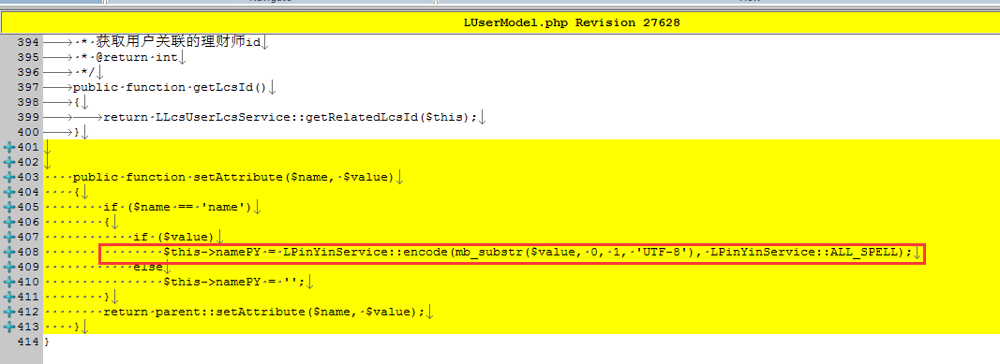 LUserModel.php Revision 27628
394 * 获取用户关联的理财师id
395 * @return int
396 */
397 public function getLcsId()
398 {
399 return LLcsUserLcsService::getRelatedLcsId($this);
400 }
401
402
403 public function setAttribute($name, $value)
404 {
405 if ($name == 'name')
406 {
407 if ($value)
408 $this->namePY = LPinYinService::encode(mb_substr($value, 0, 1, 'UTF-8'), LPinYinService::ALL_SPELL);
409 else
410 $this->namePY = '';
411 }
412 return parent::setAttribute($name, $value);
413 }
414 }